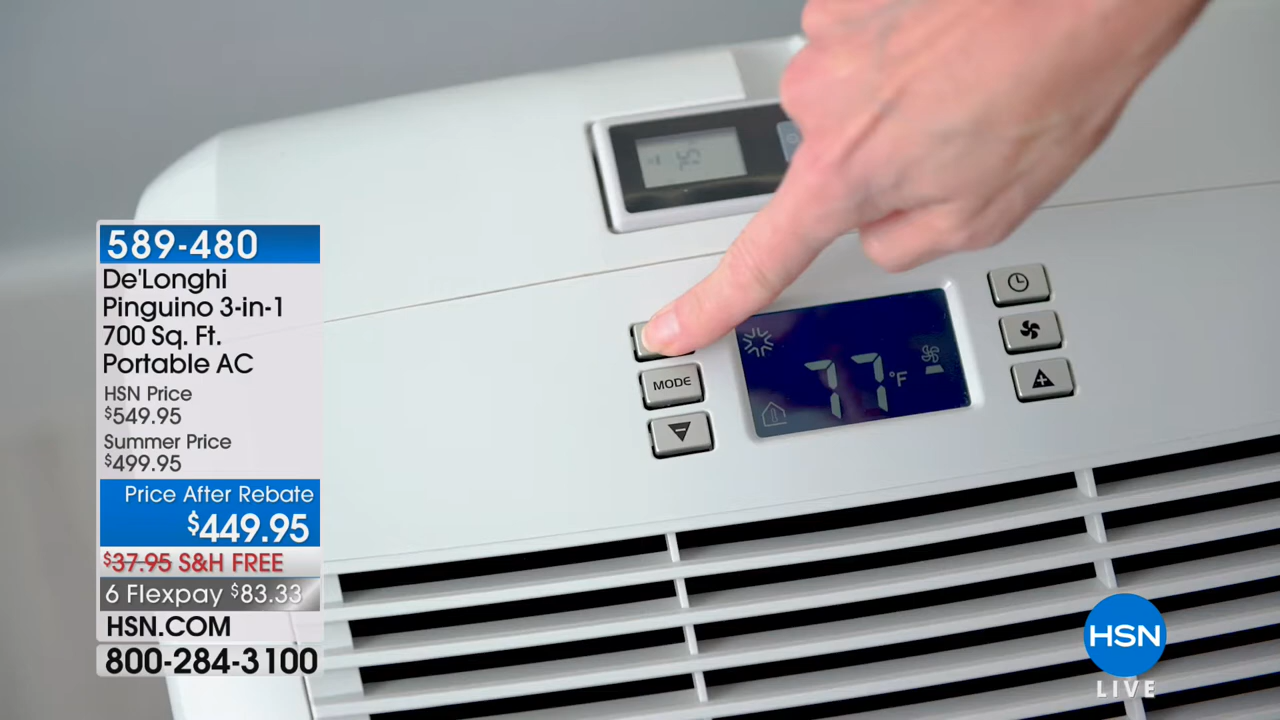 589-480
De'Longhi
Pinguino 3-in-1
700 Sq. Ft.
Portable AC
HSN Price
$549.95
Summer Price
$499.95
Price After Rebate
$449.95
$37.95 S&H FREE
6 Flexpay $83.33
HSN.COM
800-284-3100
MODE
77°F
HSN
LIVE